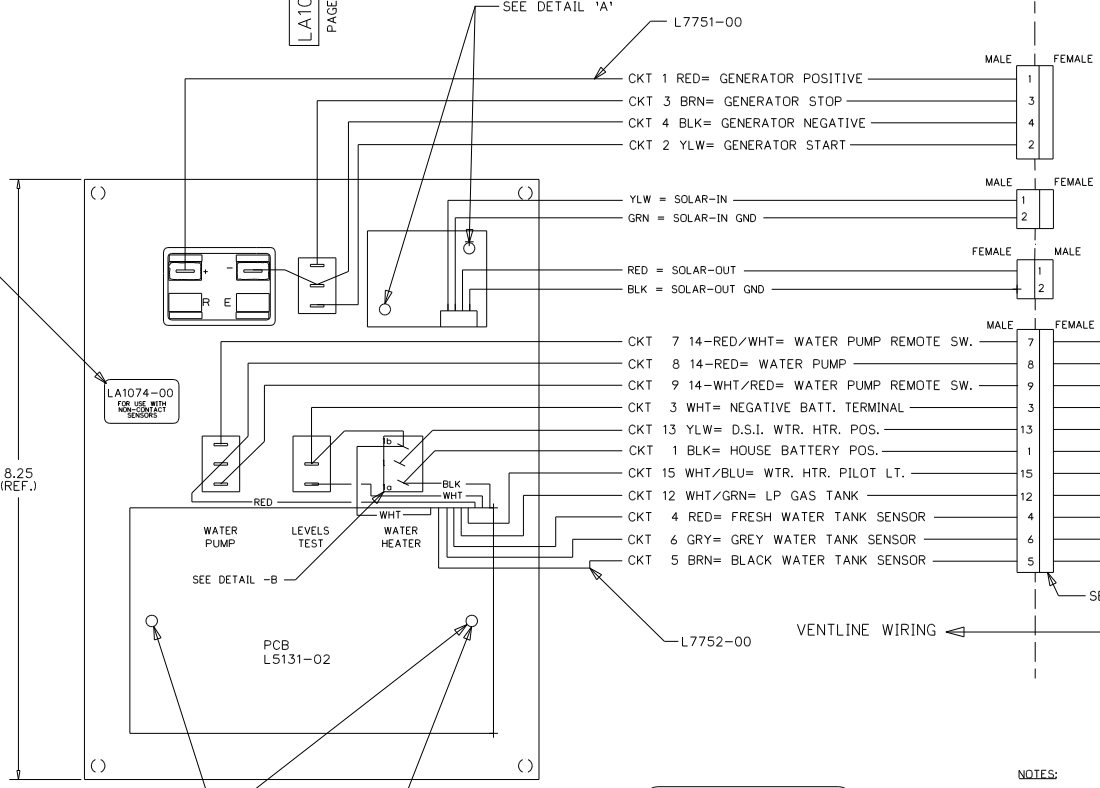 LA10
PAGE
SEE DETAIL 'A'
L7751-00
MALE FEMALE
CKT 1 RED= GENERATOR POSITIVE 1
CKT 3 BRN= GENERATOR STOP 3
CKT 4 BLK= GENERATOR NEGATIVE 4
CKT 2 YLW= GENERATOR START 2
MALE FEMALE
YLW = SOLAR-IN 1
GRN = SOLAR-IN GND 2
FEMALE MALE
RED = SOLAR-OUT 1
BLK = SOLAR-OUT GND 2
+ -
R E
MALE FEMALE
CKT 7 14-RED/WHT= WATER PUMP REMOTE SW. 7
CKT 8 14-RED= WATER PUMP 8
CKT 9 14-WHT/RED= WATER PUMP REMOTE SW. 9
CKT 3 WHT= NEGATIVE BATT. TERMINAL 3
CKT 13 YLW= D.S.I. WTR. HTR. POS. 13
CKT 1 BLK= HOUSE BATTERY POS. 1
CKT 15 WHT/BLU= WTR. HTR. PILOT LT. 15
CKT 12 WHT/GRN= LP GAS TANK 12
CKT 4 RED= FRESH WATER TANK SENSOR 4
CKT 6 GRY= GREY WATER TANK SENSOR 6
CKT 5 BRN= BLACK WATER TANK SENSOR 5
LA1074-00
FOR USE WITH
NON-CONTACT
SENSORS
8.25
(REF.)
1b
1
1a
BLK
WHT
RED
WHT
WATER
PUMP
LEVELS
TEST
WATER
HEATER
SEE DETAIL -B
PCB
L5131-02
L7752-00
SE
VENTLINE WIRING
NOTES: